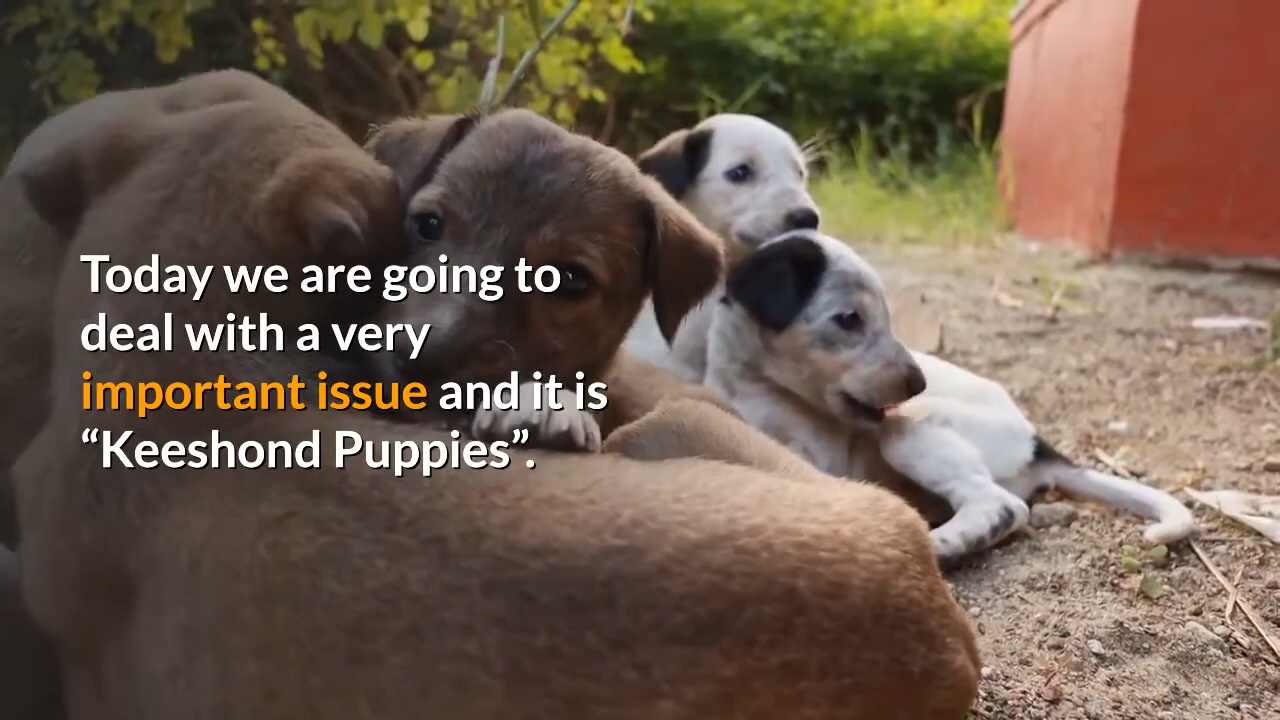 Today we are going to
deal with a very
important issue and it is
“Keeshond Puppies”.